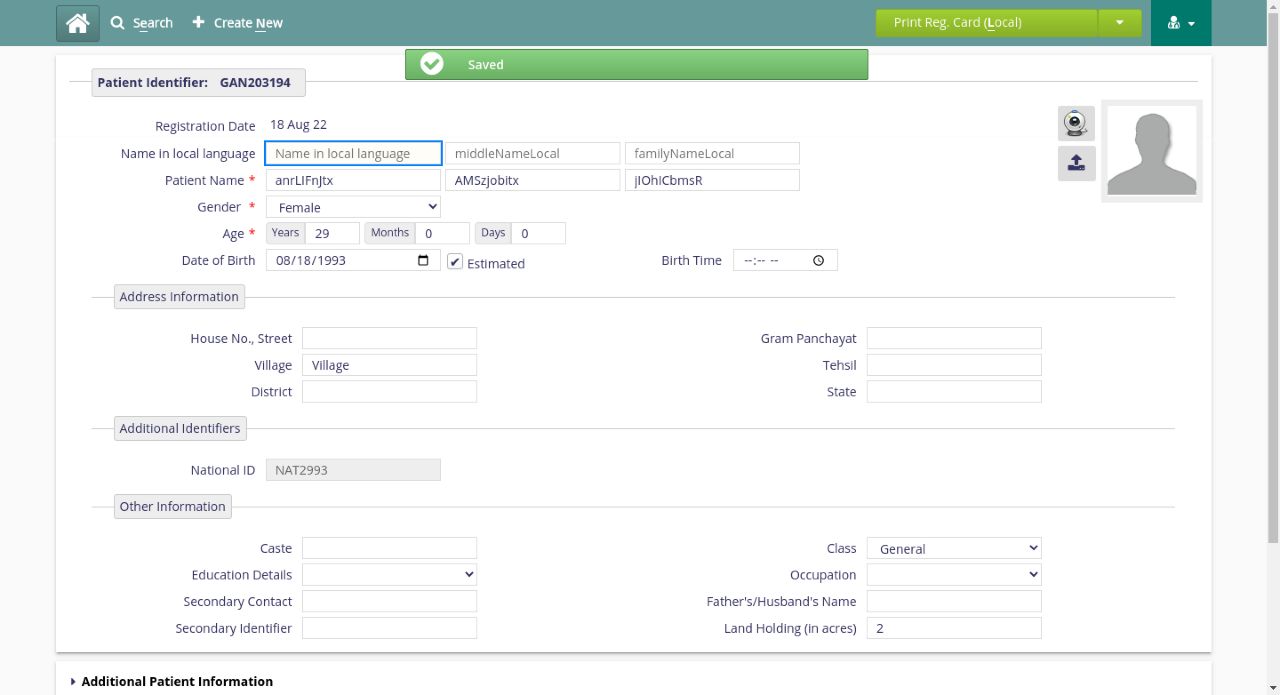 Search Create New Print Reg. Card (Local)
Saved
Patient Identifier: GAN203194
Registration Date 18 Aug 22
Name in local language Name in local language middleNameLocal familyNameLocal
Patient Name * anrLIFnJtx AMSzjobitx jIOhICbmsR
Gender * Female
Age * Years 29 Months 0 Days 0
Date of Birth 08/18/1993 Estimated Birth Time --:-- --
Address Information
House No., Street Gram Panchayat
Village Village Tehsil
District State
Additional Identifiers
National ID NAT2993
Other Information
Caste Class General
Education Details Occupation
Secondary Contact Father's/Husband's Name
Secondary Identifier Land Holding (in acres) 2
Additional Patient Information